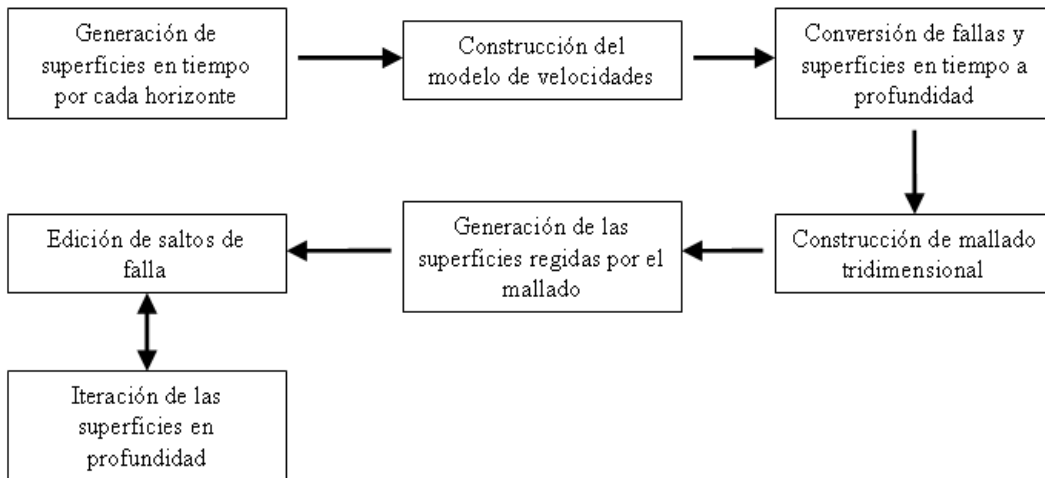 Generación de
superficies en tiempo
por cada horizonte
Construcción del
modelo de velocidades
Conversión de fallas y
superficies en tiempo a
profundidad
Construcción de mallado
tridimensional
Generación de las
superficies regidas por el
mallado
Edición de saltos de
falla
Iteración de las
superficies en
profundidad